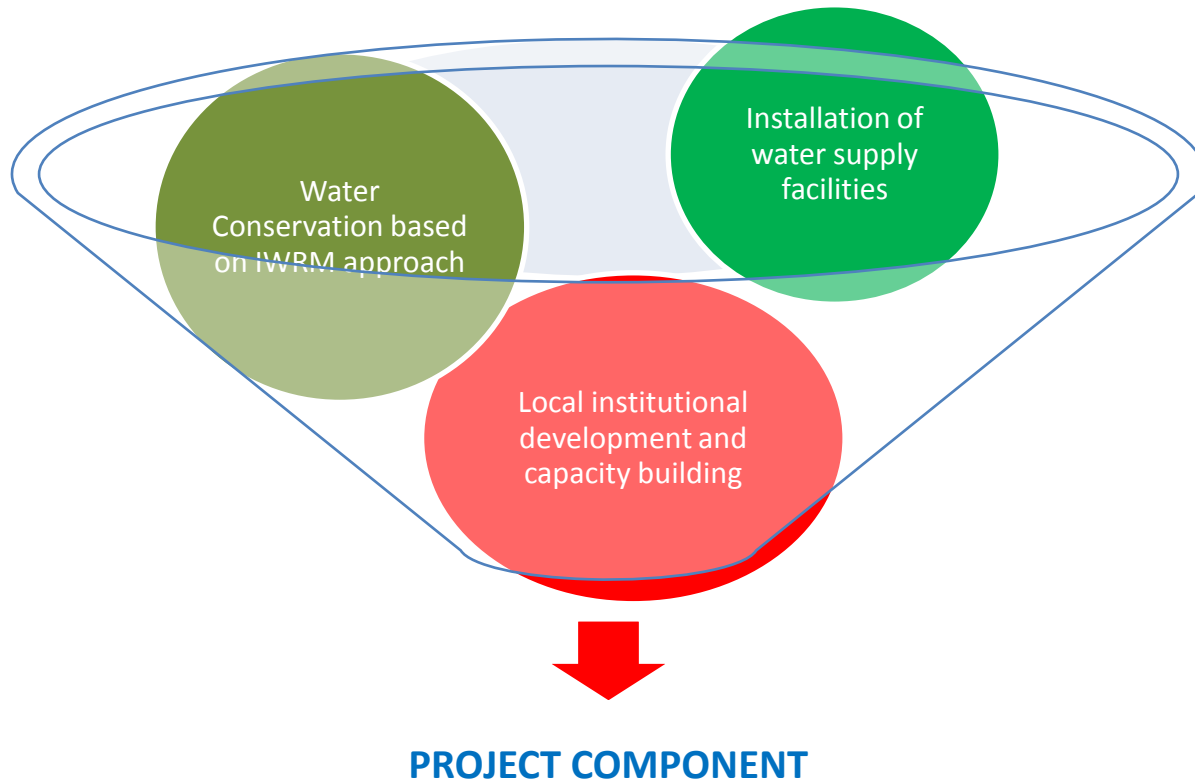 Water
Conservation based
on IWRM approach
Installation of
water supply
facilities
Local institutional
development and
capacity building
PROJECT COMPONENT